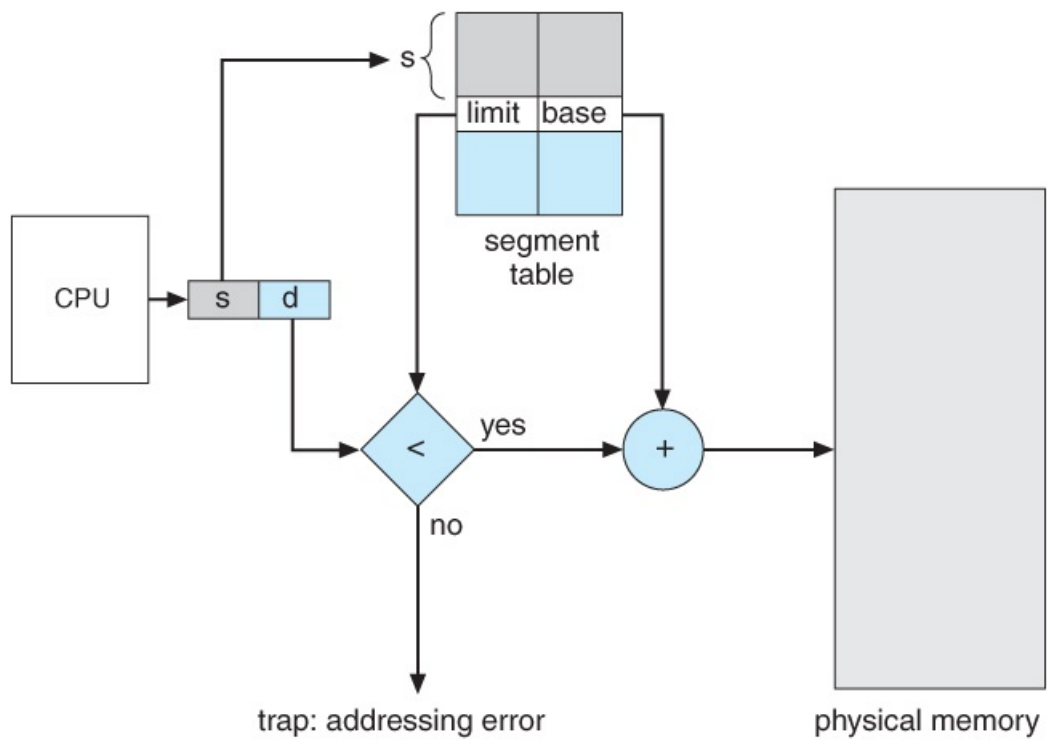 s
limit base
segment
table
CPU
s d
<
yes
+
no
trap: addressing error
physical memory